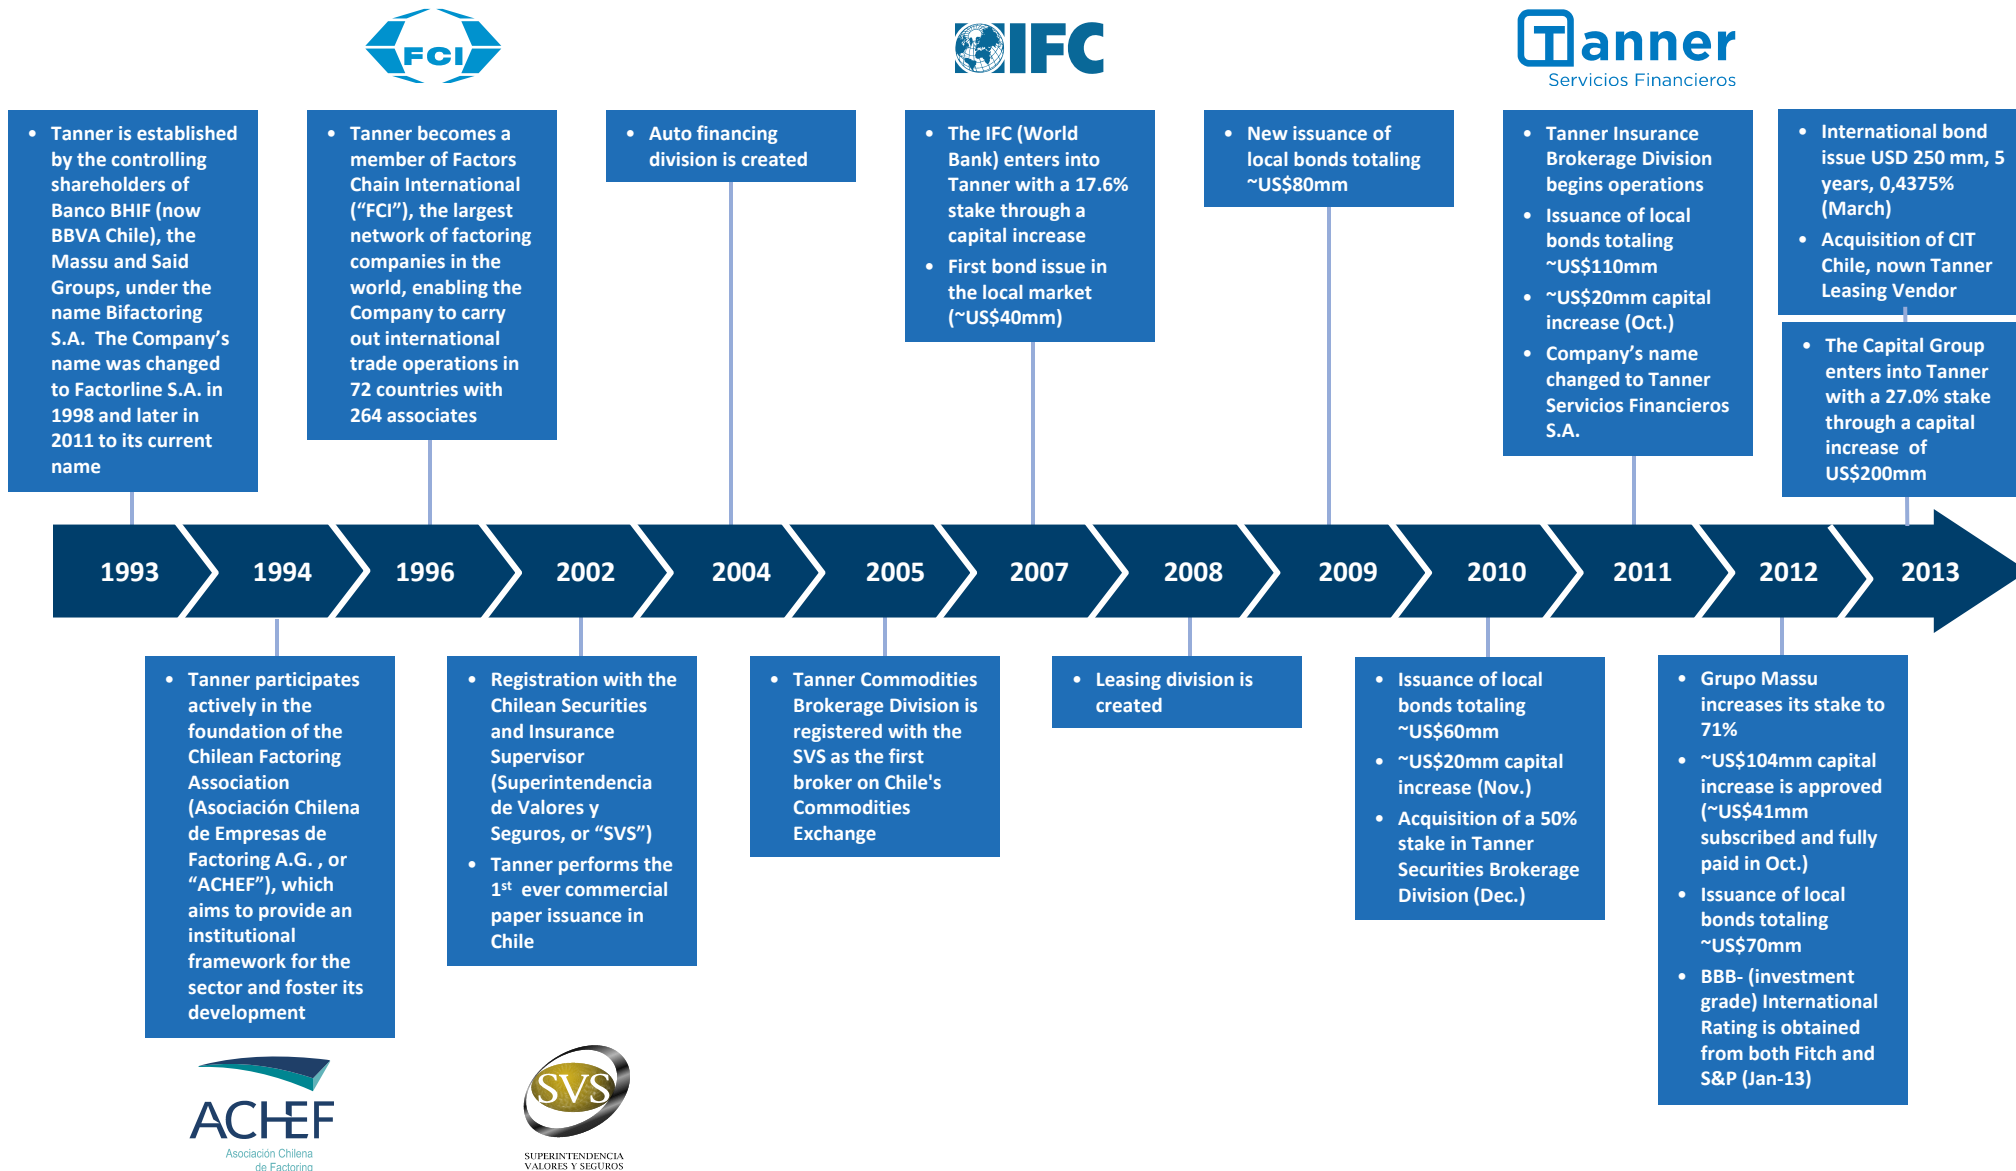 FCI
IFC
Tanner
Servicios Financieros
• Tanner is established
by the controlling
shareholders of
Banco BHIF (now
BBVA Chile), the
Massu and Said
Groups, under the
name Bifactoring
S.A. The Company’s
name was changed
to Factorline S.A. in
1998 and later in
2011 to its current
name
• Tanner becomes a
member of Factors
Chain International
(“FCI”), the largest
network of factoring
companies in the
world, enabling the
Company to carry
out international
trade operations in
72 countries with
264 associates
• Auto financing
division is created
• The IFC (World
Bank) enters into
Tanner with a 17.6%
stake through a
capital increase
• First bond issue in
the local market
(~US$40mm)
• New issuance of
local bonds totaling
~US$80mm
• Tanner Insurance
Brokerage Division
begins operations
• Issuance of local
bonds totaling
~US$110mm
• ~US$20mm capital
increase (Oct.)
• Company’s name
changed to Tanner
Servicios Financieros
S.A.
• International bond
issue USD 250 mm, 5
years, 0,4375%
(March)
• Acquisition of CIT
Chile, nown Tanner
Leasing Vendor
• The Capital Group
enters into Tanner
with a 27.0% stake
through a capital
increase of
US$200mm
1993
1994
1996
2002
2004
2005
2007
2008
2009
2010
2011
2012
2013
• Tanner participates
actively in the
foundation of the
Chilean Factoring
Association
(Asociación Chilena
de Empresas de
Factoring A.G. , or
“ACHEF”), which
aims to provide an
institutional
framework for the
sector and foster its
development
• Registration with the
Chilean Securities
and Insurance
Supervisor
(Superintendencia
de Valores y
Seguros, or “SVS”)
• Tanner performs the
1st ever commercial
paper issuance in
Chile
• Tanner Commodities
Brokerage Division is
registered with the
SVS as the first
broker on Chile's
Commodities
Exchange
• Leasing division is
created
• Issuance of local
bonds totaling
~US$60mm
• ~US$20mm capital
increase (Nov.)
• Acquisition of a 50%
stake in Tanner
Securities Brokerage
Division (Dec.)
• Grupo Massu
increases its stake to
71%
• ~US$104mm capital
increase is approved
(~US$41mm
subscribed and fully
paid in Oct.)
• Issuance of local
bonds totaling
~US$70mm
• BBB- (investment
grade) International
Rating is obtained
from both Fitch and
S&P (Jan-13)
ACHEF
Asociación Chilena
de Factoring
SVS
SUPERINTENDENCIA
VALORES Y SEGUROS